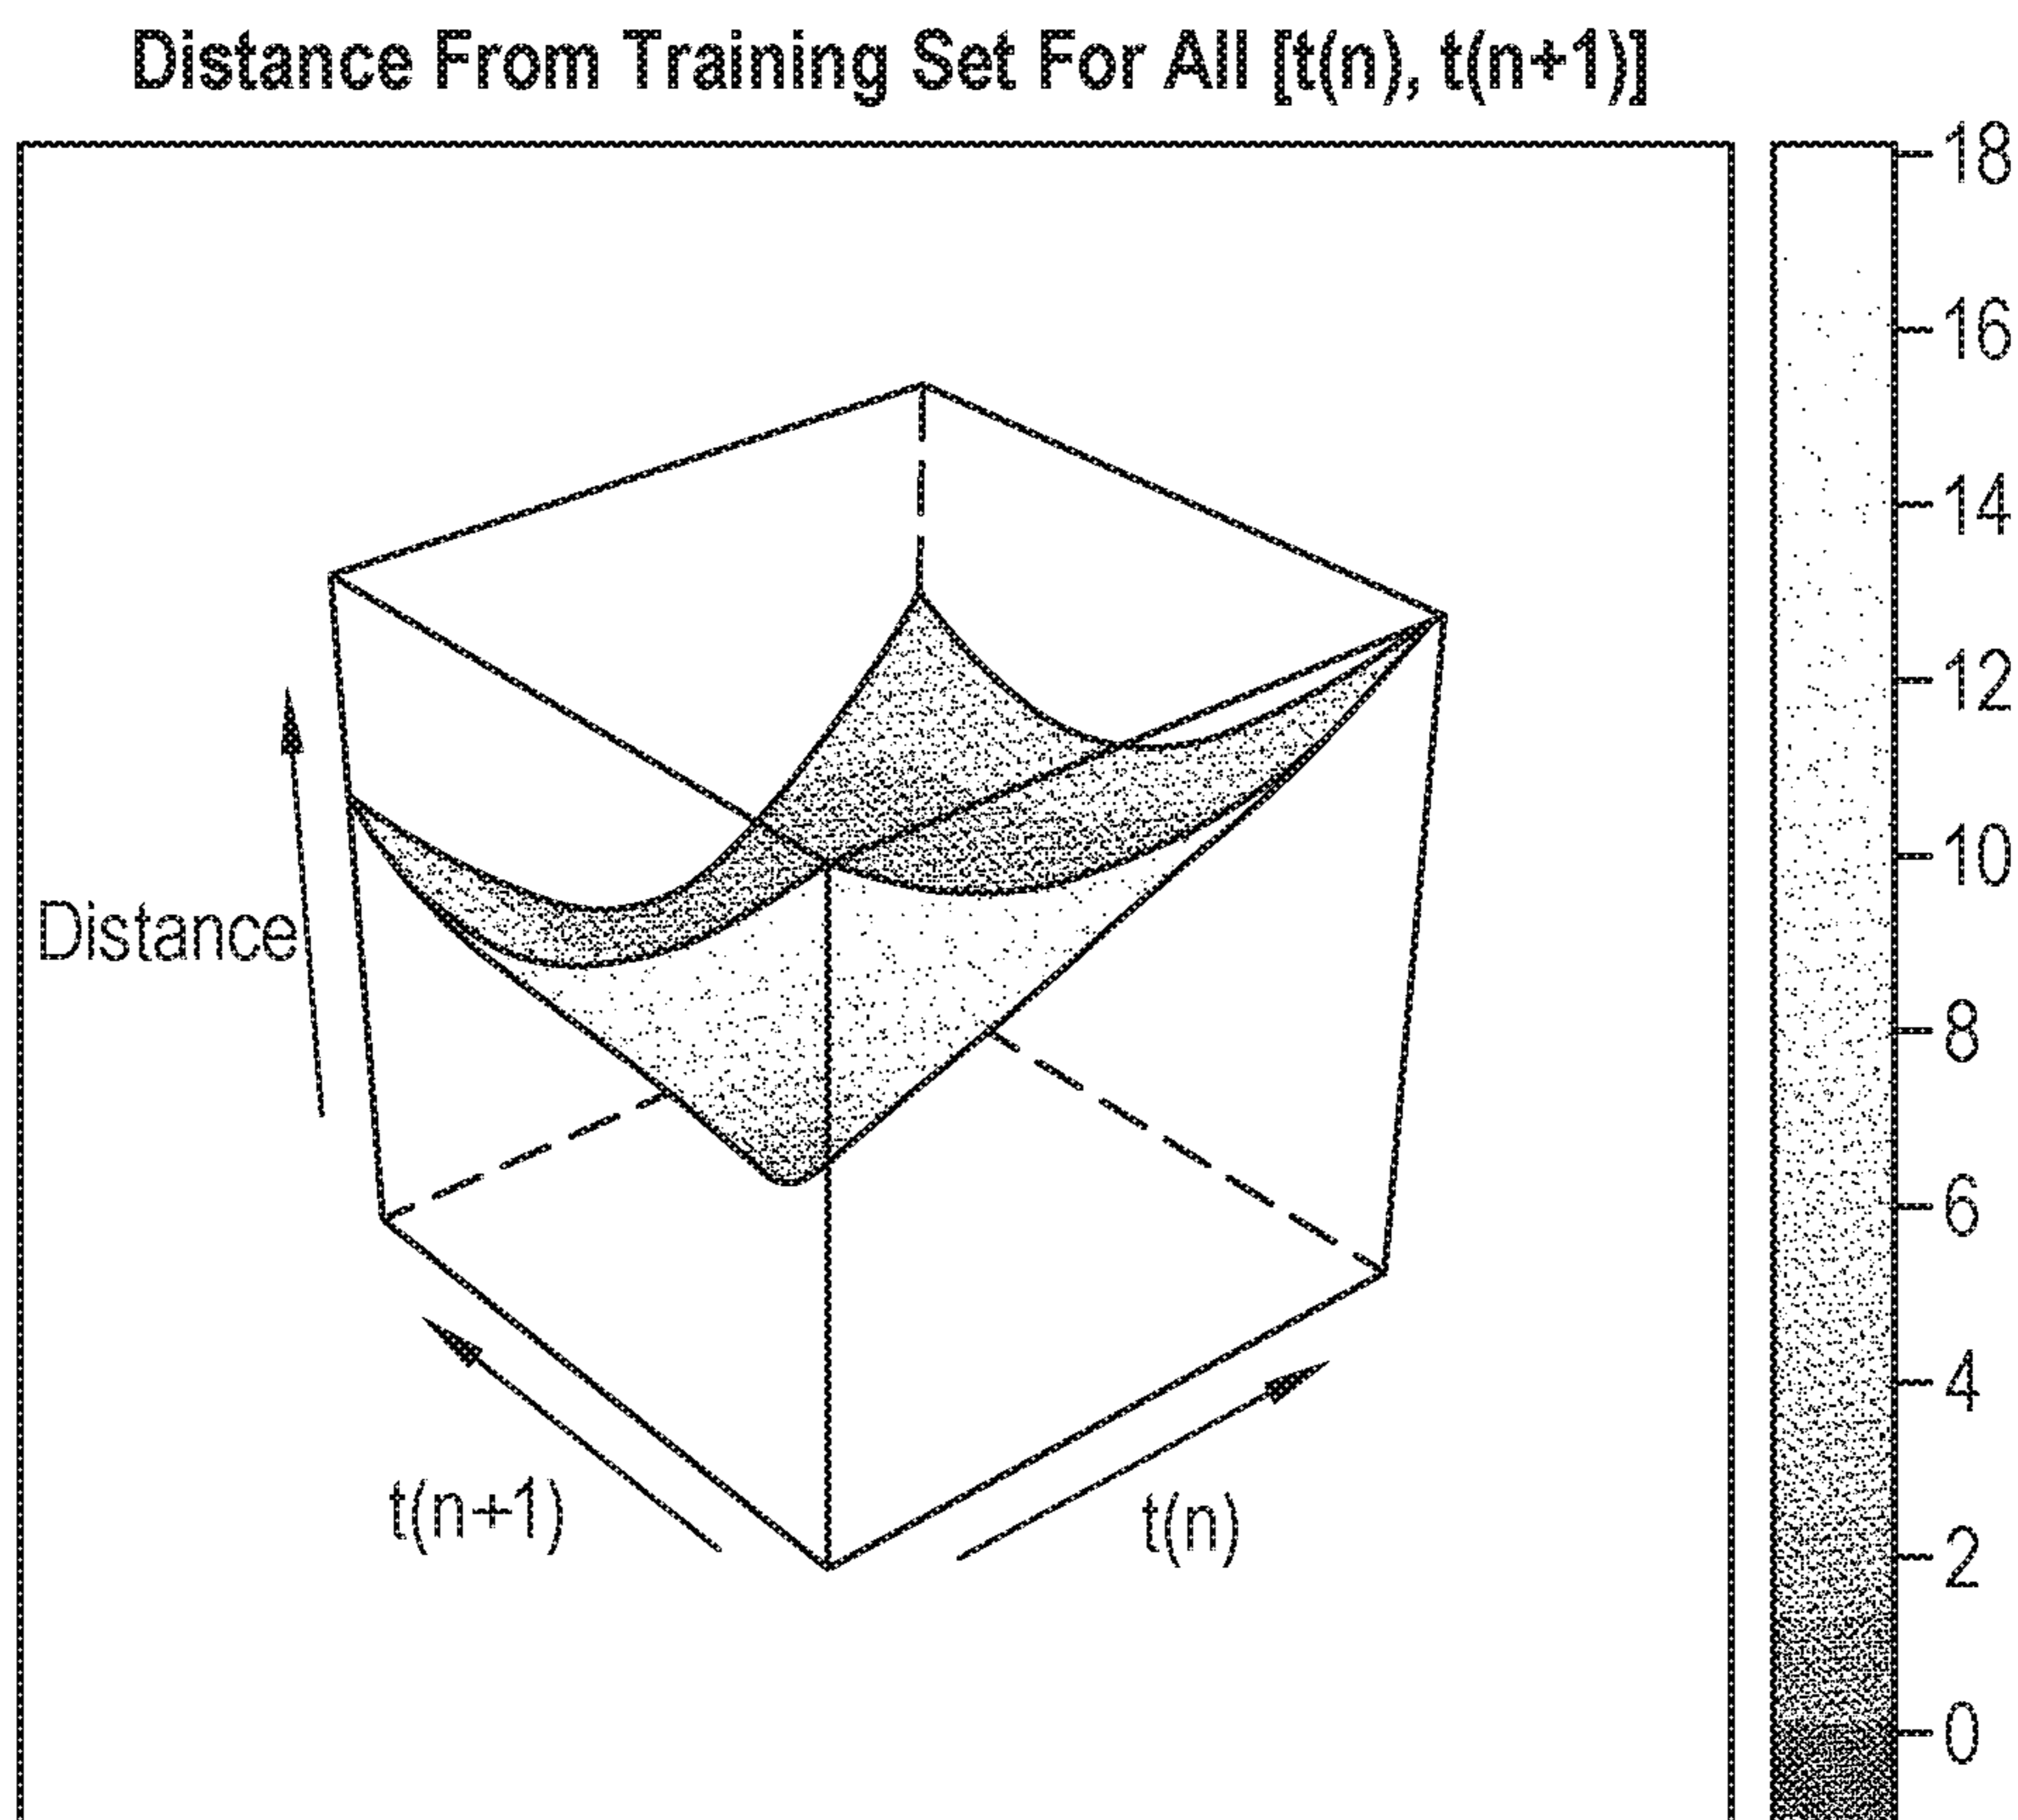 Distance From Training Set For All [t(n), t(n+1)]
18
16
14
12
10
8
6
4
2
0
Distance
t(n+1)
t(n)